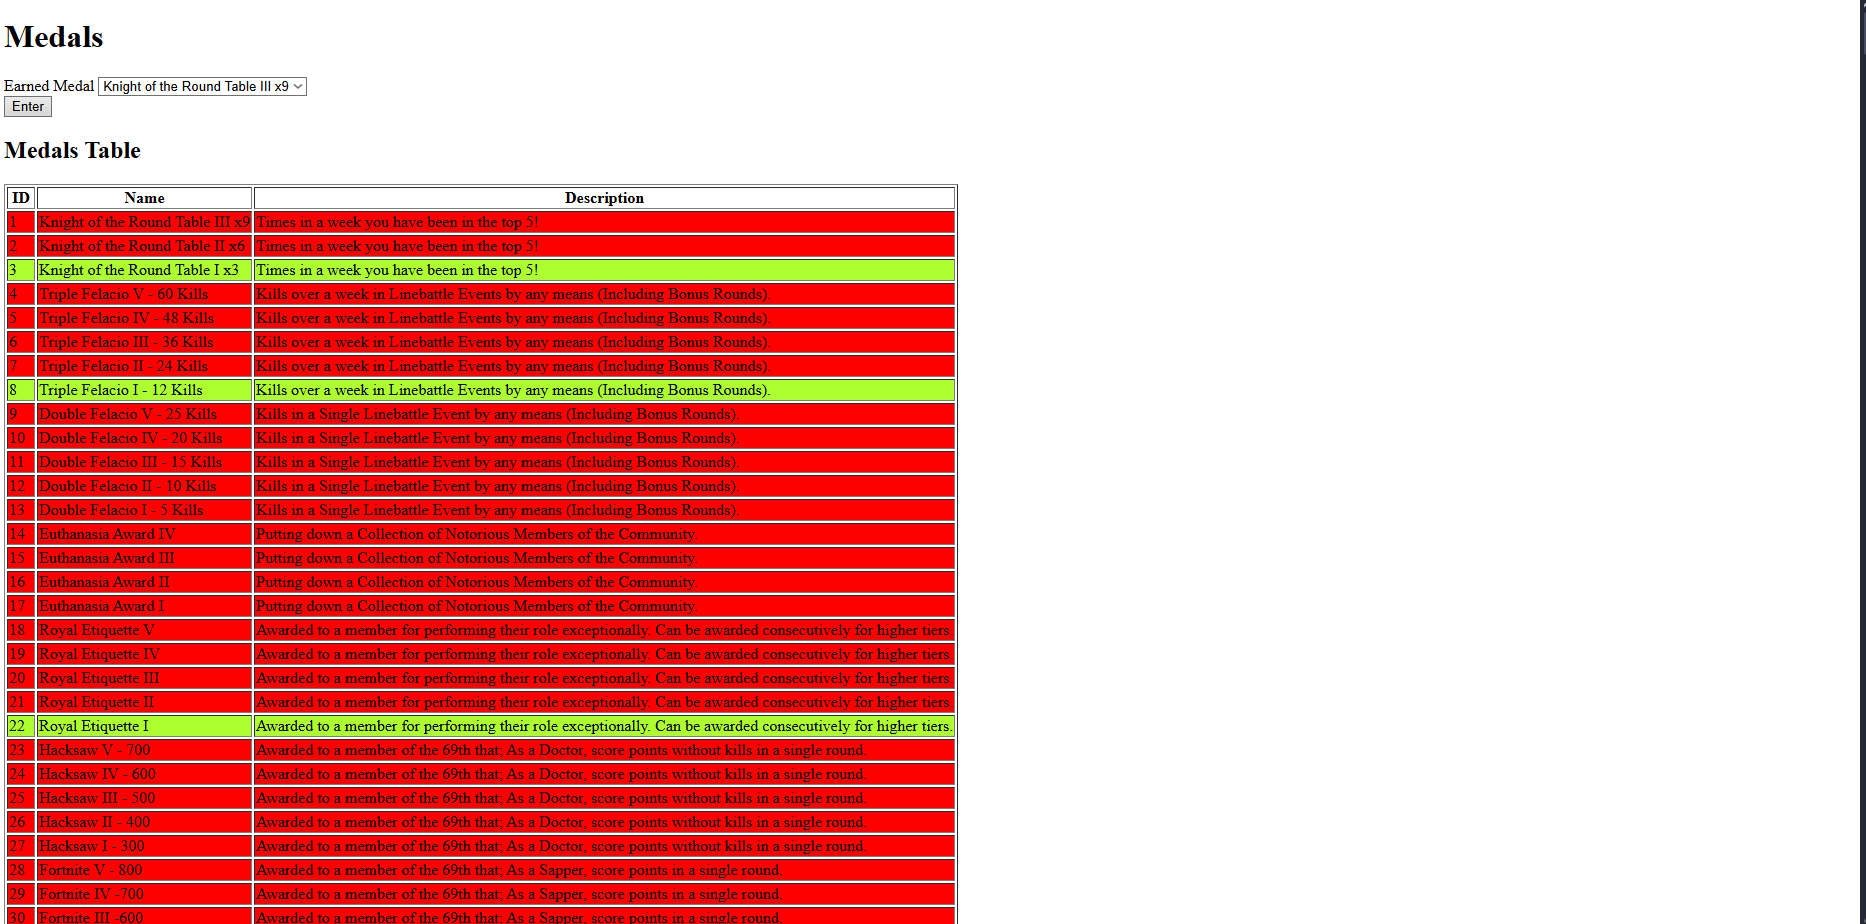 Medals
Earned Medal Knight of the Round Table III x9
Enter
Medals Table
ID Name Description
1 Knight of the Round Table III x9 Times in a week you have been in the top 5!
2 Knight of the Round Table II x6 Times in a week you have been in the top 5!
3 Knight of the Round Table I x3 Times in a week you have been in the top 5!
4 Triple Felacio V - 60 Kills Kills over a week in Linebattle Events by any means (Including Bonus Rounds).
5 Triple Felacio IV - 48 Kills Kills over a week in Linebattle Events by any means (Including Bonus Rounds).
6 Triple Felacio III - 36 Kills Kills over a week in Linebattle Events by any means (Including Bonus Rounds).
7 Triple Felacio II - 24 Kills Kills over a week in Linebattle Events by any means (Including Bonus Rounds).
8 Triple Felacio I - 12 Kills Kills over a week in Linebattle Events by any means (Including Bonus Rounds).
9 Double Felacio V - 25 Kills Kills in a Single Linebattle Event by any means (Including Bonus Rounds).
10 Double Felacio IV - 20 Kills Kills in a Single Linebattle Event by any means (Including Bonus Rounds).
11 Double Felacio III - 15 Kills Kills in a Single Linebattle Event by any means (Including Bonus Rounds).
12 Double Felacio II - 10 Kills Kills in a Single Linebattle Event by any means (Including Bonus Rounds).
13 Double Felacio I - 5 Kills Kills in a Single Linebattle Event by any means (Including Bonus Rounds).
14 Euthanasia Award IV Putting down a Collection of Notorious Members of the Community.
15 Euthanasia Award III Putting down a Collection of Notorious Members of the Community.
16 Euthanasia Award II Putting down a Collection of Notorious Members of the Community.
17 Euthanasia Award I Putting down a Collection of Notorious Members of the Community.
18 Royal Etiquette V Awarded to a member for performing their role exceptionally. Can be awarded consecutively for higher tiers.
19 Royal Etiquette IV Awarded to a member for performing their role exceptionally. Can be awarded consecutively for higher tiers.
20 Royal Etiquette III Awarded to a member for performing their role exceptionally. Can be awarded consecutively for higher tiers.
21 Royal Etiquette II Awarded to a member for performing their role exceptionally. Can be awarded consecutively for higher tiers.
22 Royal Etiquette I Awarded to a member for performing their role exceptionally. Can be awarded consecutively for higher tiers.
23 Hacksaw V - 700 Awarded to a member of the 69th that; As a Doctor, score points without kills in a single round.
24 Hacksaw IV - 600 Awarded to a member of the 69th that; As a Doctor, score points without kills in a single round.
25 Hacksaw III - 500 Awarded to a member of the 69th that; As a Doctor, score points without kills in a single round.
26 Hacksaw II - 400 Awarded to a member of the 69th that; As a Doctor, score points without kills in a single round.
27 Hacksaw I - 300 Awarded to a member of the 69th that; As a Doctor, score points without kills in a single round.
28 Fortnite V - 800 Awarded to a member of the 69th that; As a Sapper, score points in a single round.
29 Fortnite IV -700 Awarded to a member of the 69th that; As a Sapper, score points in a single round.
30 Fortnite III -600 Awarded to a member of the 69th that; As a Sapper, score points in a single round.